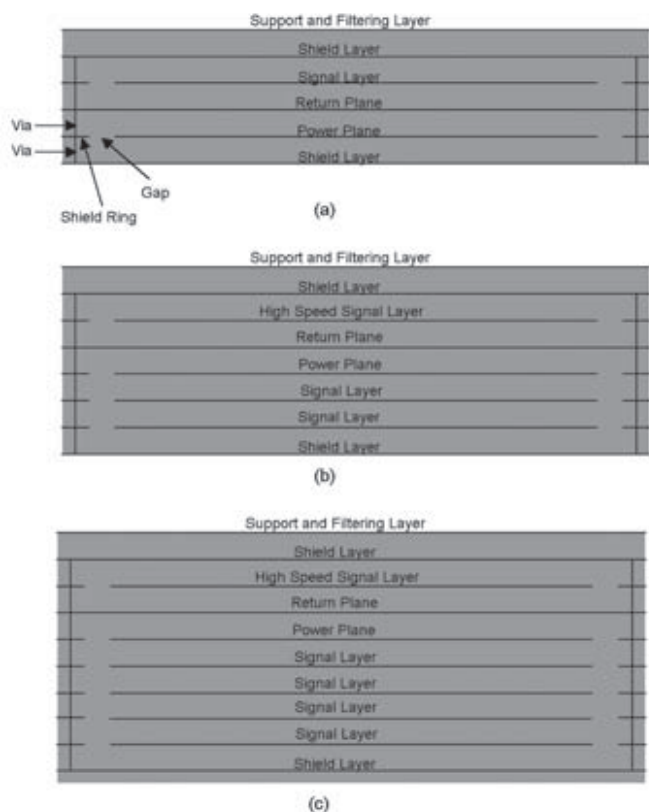 Support and Filtering Layer
Shield Layer
Signal Layer
Return Plane
Via
Power Plane
Via
Shield Layer
Gap
Shield Ring
(a)
Support and Filtering Layer
Shield Layer
High Speed Signal Layer
Return Plane
Power Plane
Signal Layer
Signal Layer
Shield Layer
(b)
Support and Filtering Layer
Shield Layer
High Speed Signal Layer
Return Plane
Power Plane
Signal Layer
Signal Layer
Signal Layer
Signal Layer
Shield Layer
(c)